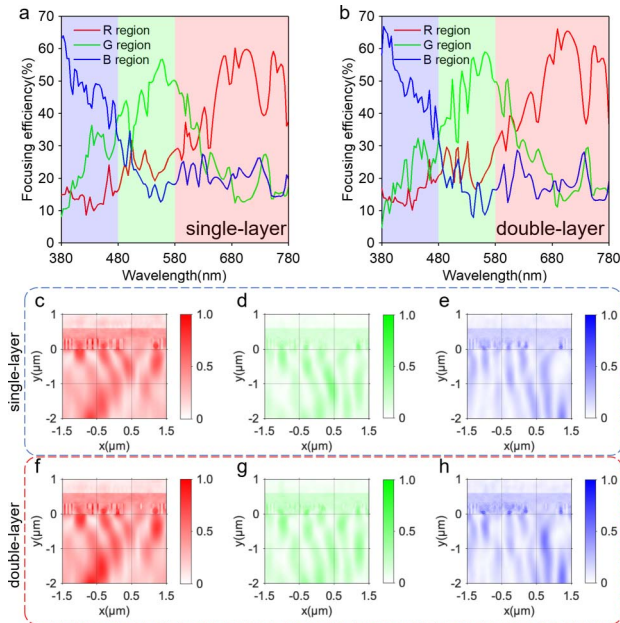 a
b
70
60
50
40
30
20
10
0
Focusing efficiency(%)
R region
G region
B region
single-layer
380 480 580 680 780
Wavelength(nm)
70
60
50
40
30
20
10
0
Focusing efficiency(%)
R region
G region
B region
double-layer
380 480 580 680 780
Wavelength(nm)
single-layer
c
1
0
-1
-2
y(μm)
-1.5 -0.5 0.5 1.5
x(μm)
1.0
0.5
0
d
1
0
-1
-2
y(μm)
-1.5 -0.5 0.5 1.5
x(μm)
1.0
0.5
0
e
1
0
-1
-2
y(μm)
-1.5 -0.5 0.5 1.5
x(μm)
1.0
0.5
0
double-layer
f
1
0
-1
-2
y(μm)
-1.5 -0.5 0.5 1.5
x(μm)
1.0
0.5
0
g
1
0
-1
-2
y(μm)
-1.5 -0.5 0.5 1.5
x(μm)
1.0
0.5
0
h
1
0
-1
-2
y(μm)
-1.5 -0.5 0.5 1.5
x(μm)
1.0
0.5
0